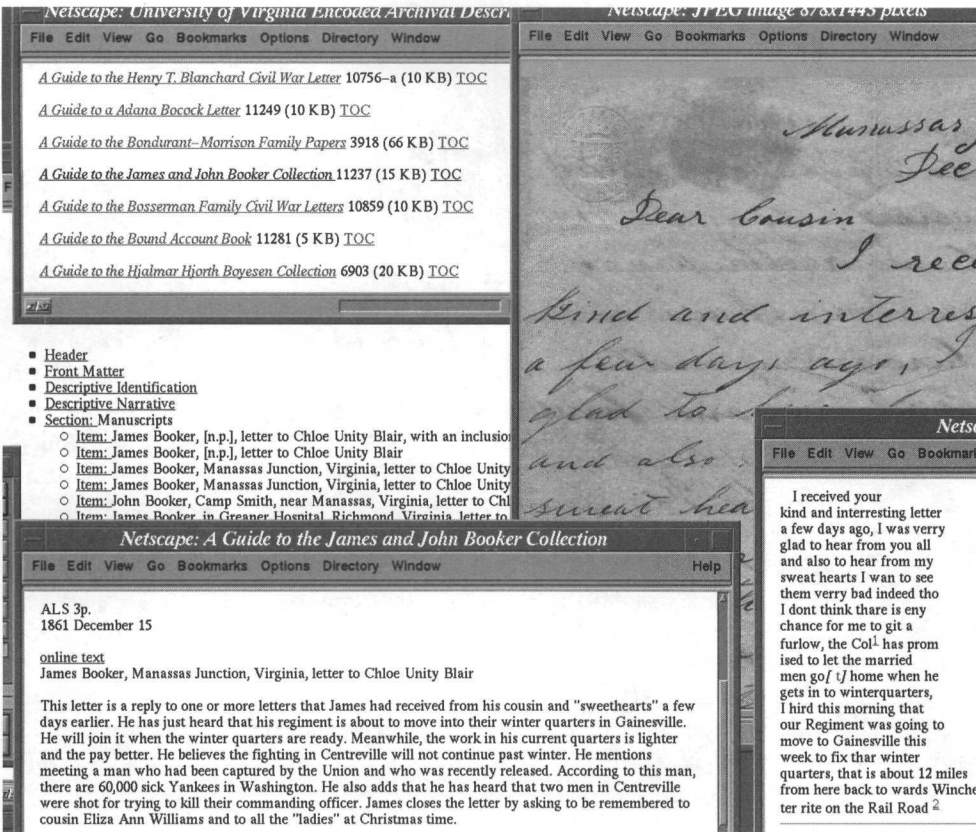 Netscape: University of Virginia Encoded Archival Descr
File Edit View Go Bookmarks Options Directory Window
A Guide to the Henry T. Blanchard Civil War Letter 10756–a (10 KB) TOC
A Guide to a Adana Bocock Letter 11249 (10 KB) TOC
A Guide to the Bondurant–Morrison Family Papers 3918 (66 KB) TOC
A Guide to the James and John Booker Collection 11237 (15 KB) TOC
A Guide to the Bosserman Family Civil War Letters 10859 (10 KB) TOC
A Guide to the Bound Account Book 11281 (5 KB) TOC
A Guide to the Hjalmar Hjorth Boyesen Collection 6903 (20 KB) TOC
Header
Front Matter
Descriptive Identification
Descriptive Narrative
Section: Manuscripts
Item: James Booker, [n.p.], letter to Chloe Unity Blair, with an inclusion
Item: James Booker, [n.p.], letter to Chloe Unity Blair
Item: James Booker, Manassas Junction, Virginia, letter to Chloe Unity
Item: James Booker, Manassas Junction, Virginia, letter to Chloe Unity
Item: John Booker, Camp Smith, near Manassas, Virginia, letter to Chl
Item: James Booker, in Greaner Hospital, Richmond, Virginia, letter to
Netscape: JPEG image 878x1445 pixels
File Edit View Go Bookmarks Options Directory Window
Manassas
Dec
Dear Cousin
I rece
kind and interres
a few days ago, I
glad to
and also
sweat hea
Netscape: A Guide to the James and John Booker Collection
File Edit View Go Bookmarks Options Directory Window Help
ALS 3p.
1861 December 15
online text
James Booker, Manassas Junction, Virginia, letter to Chloe Unity Blair
This letter is a reply to one or more letters that James had received from his cousin and "sweethearts" a few
days earlier. He has just heard that his regiment is about to move into their winter quarters in Gainesville.
He will join it when the winter quarters are ready. Meanwhile, the work in his current quarters is lighter
and the pay better. He believes the fighting in Centreville will not continue past winter. He mentions
meeting a man who had been captured by the Union and who was recently released. According to this man,
there are 60,000 sick Yankees in Washington. He also adds that he has heard that two men in Centreville
were shot for trying to kill their commanding officer. James closes the letter by asking to be remembered to
cousin Eliza Ann Williams and to all the "ladies" at Christmas time.
Netsc
File Edit View Go Bookmark
I received your
kind and interresting letter
a few days ago, I was verry
glad to hear from you all
and also to hear from my
sweat hearts I wan to see
them verry bad indeed tho
I dont think thare is eny
chance for me to git a
furlow, the Col1 has prom
ised to let the married
men go[ t] home when he
gets in to winterquarters,
I hird this morning that
our Regiment was going to
move to Gainesville this
week to fix thar winter
quarters, that is about 12 miles
from here back to wards Winche
ter rite on the Rail Road 2